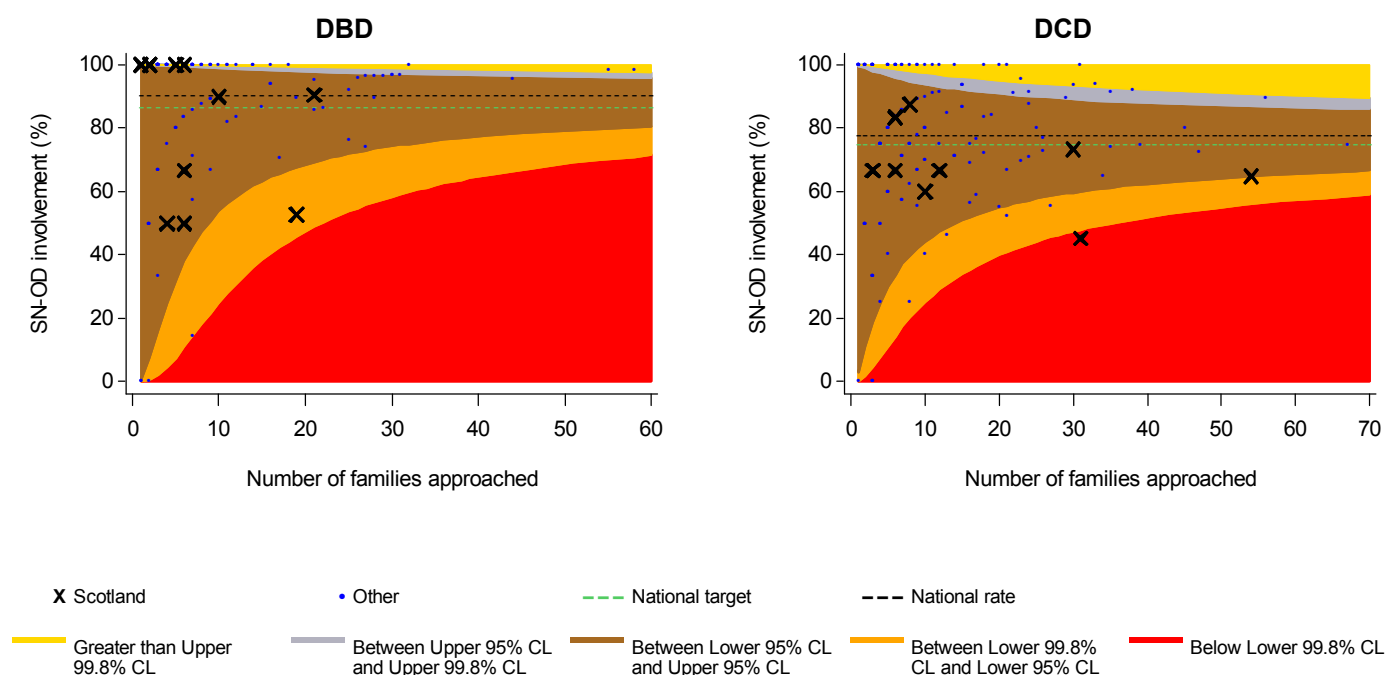 DBD
SN-OD involvement (%)
100
80
60
40
20
0
0 10 20 30 40 50 60
Number of families approached
DCD
SN-OD involvement (%)
100
80
60
40
20
0
0 10 20 30 40 50 60 70
Number of families approached
X Scotland
Other
National target
National rate
Greater than Upper
99.8% CL
Between Upper 95% CL
and Upper 99.8% CL
Between Lower 95% CL
and Upper 95% CL
Between Lower 99.8%
CL and Lower 95% CL
Below Lower 99.8% CL